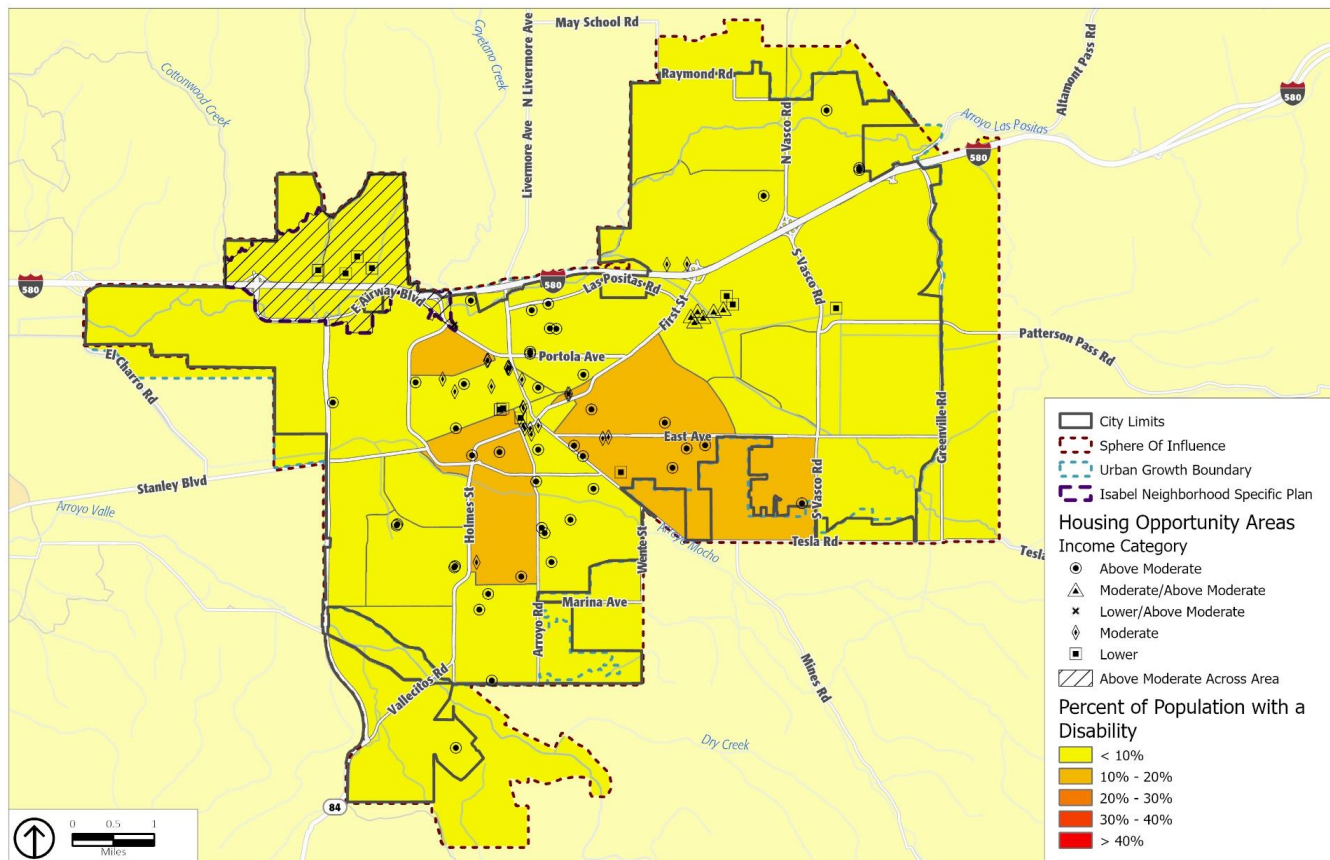 May School Rd
Cayetano Creek
N Livermore Ave
Livermore Ave
Cottonwood Creek
Raymond Rd
N Vasco Rd
Altamont Pass Rd
580
Arroyo Las Positas
580
580
580
E Airway Blvd
Las Positas Rd
First St
S Vasco Rd
Portola Ave
Patterson Pass Rd
El Charro Rd
Greenville Rd
East Ave
Stanley Blvd
Arroyo Valle
Holmes St
S Vasco Rd
Wente St
Arroyo Mocho
Tesla Rd
Tesla
Marina Ave
Arroyo Rd
Vallecitos Rd
Mines Rd
Dry Creek
84
0 0.5 1
Miles
City Limits
Sphere Of Influence
Urban Growth Boundary
Isabel Neighborhood Specific Plan
Housing Opportunity Areas
Income Category
Above Moderate
Moderate/Above Moderate
Lower/Above Moderate
Moderate
Lower
Above Moderate Across Area
Percent of Population with a
Disability
< 10%
10% - 20%
20% - 30%
30% - 40%
> 40%